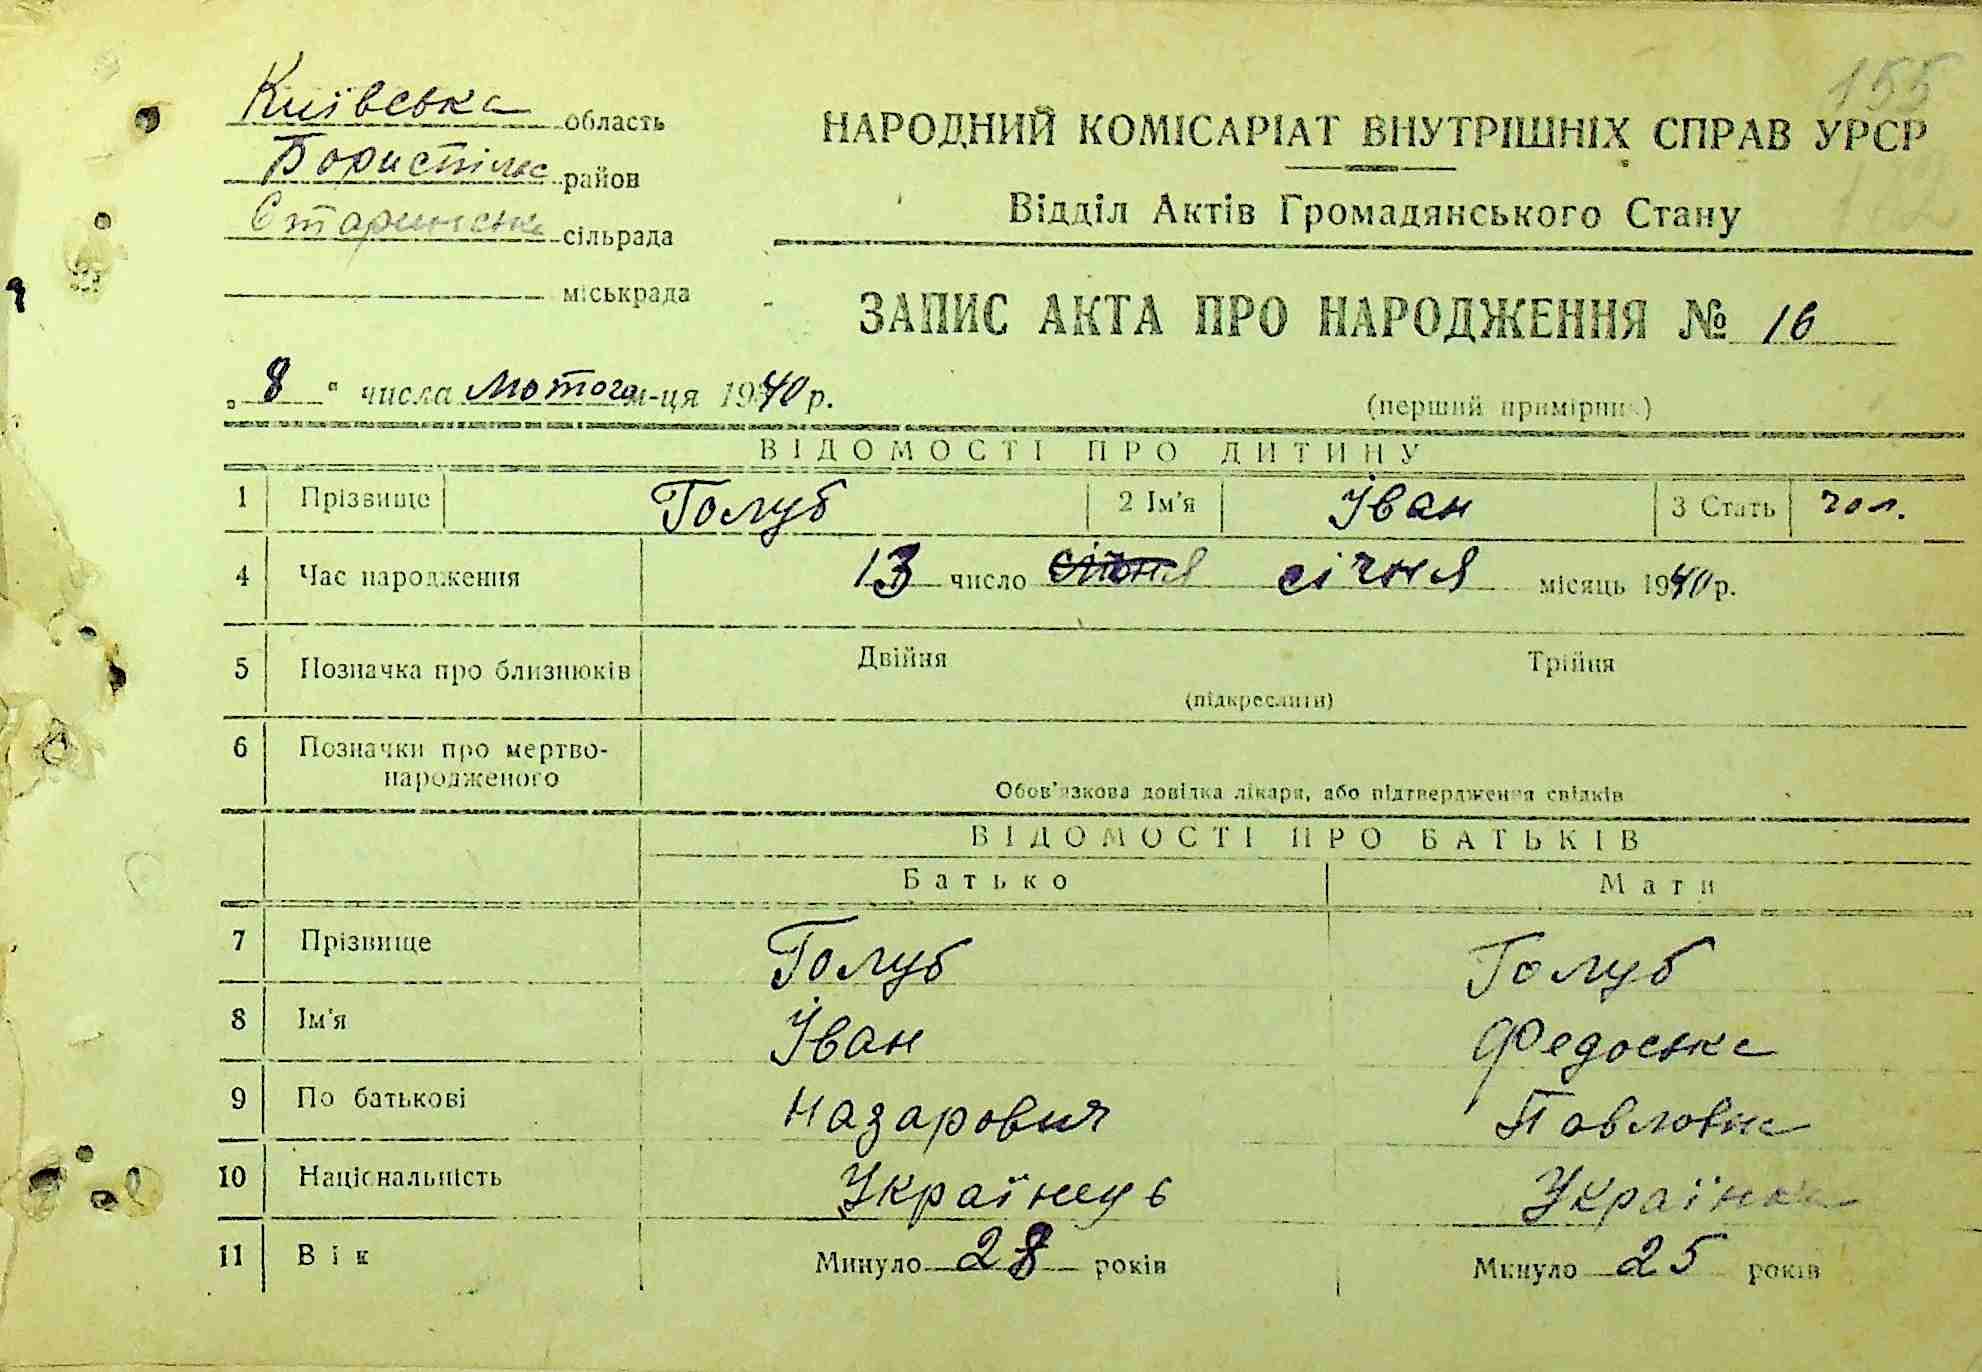 155
Київська область
НАРОДНИЙ КОМІСАРІАТ ВНУТРІШНІХ СПРАВ УРСР
Бориспільс район
Відділ Актів Громадянського Стану
Старинська сільрада
міськрада
ЗАПИС АКТА ПРО НАРОДЖЕННЯ № 16
„8“ числа лютого м-ця 1940 р.
(перший примірник)
ВІДОМОСТІ ПРО ДИТИНУ
1 Прізвище Голуб 2 Ім'я Іван 3 Стать чол.
4 Час народження 13 число січня січня місяць 1940 р.
5 Позначка про близнюків Двійня Трійня
(підкреслити)
6 Позначки про мертво-
народженого
Обов'язкова довідка лікаря, або підтвердження свідків
ВІДОМОСТІ ПРО БАТЬКІВ
Батько Мати
7 Прізвище Голуб Голуб
8 Ім'я Іван Федоська
9 По батькові Назарович Павловна
10 Національність Українець Українка
11 Вік Минуло 28 років Минуло 25 років